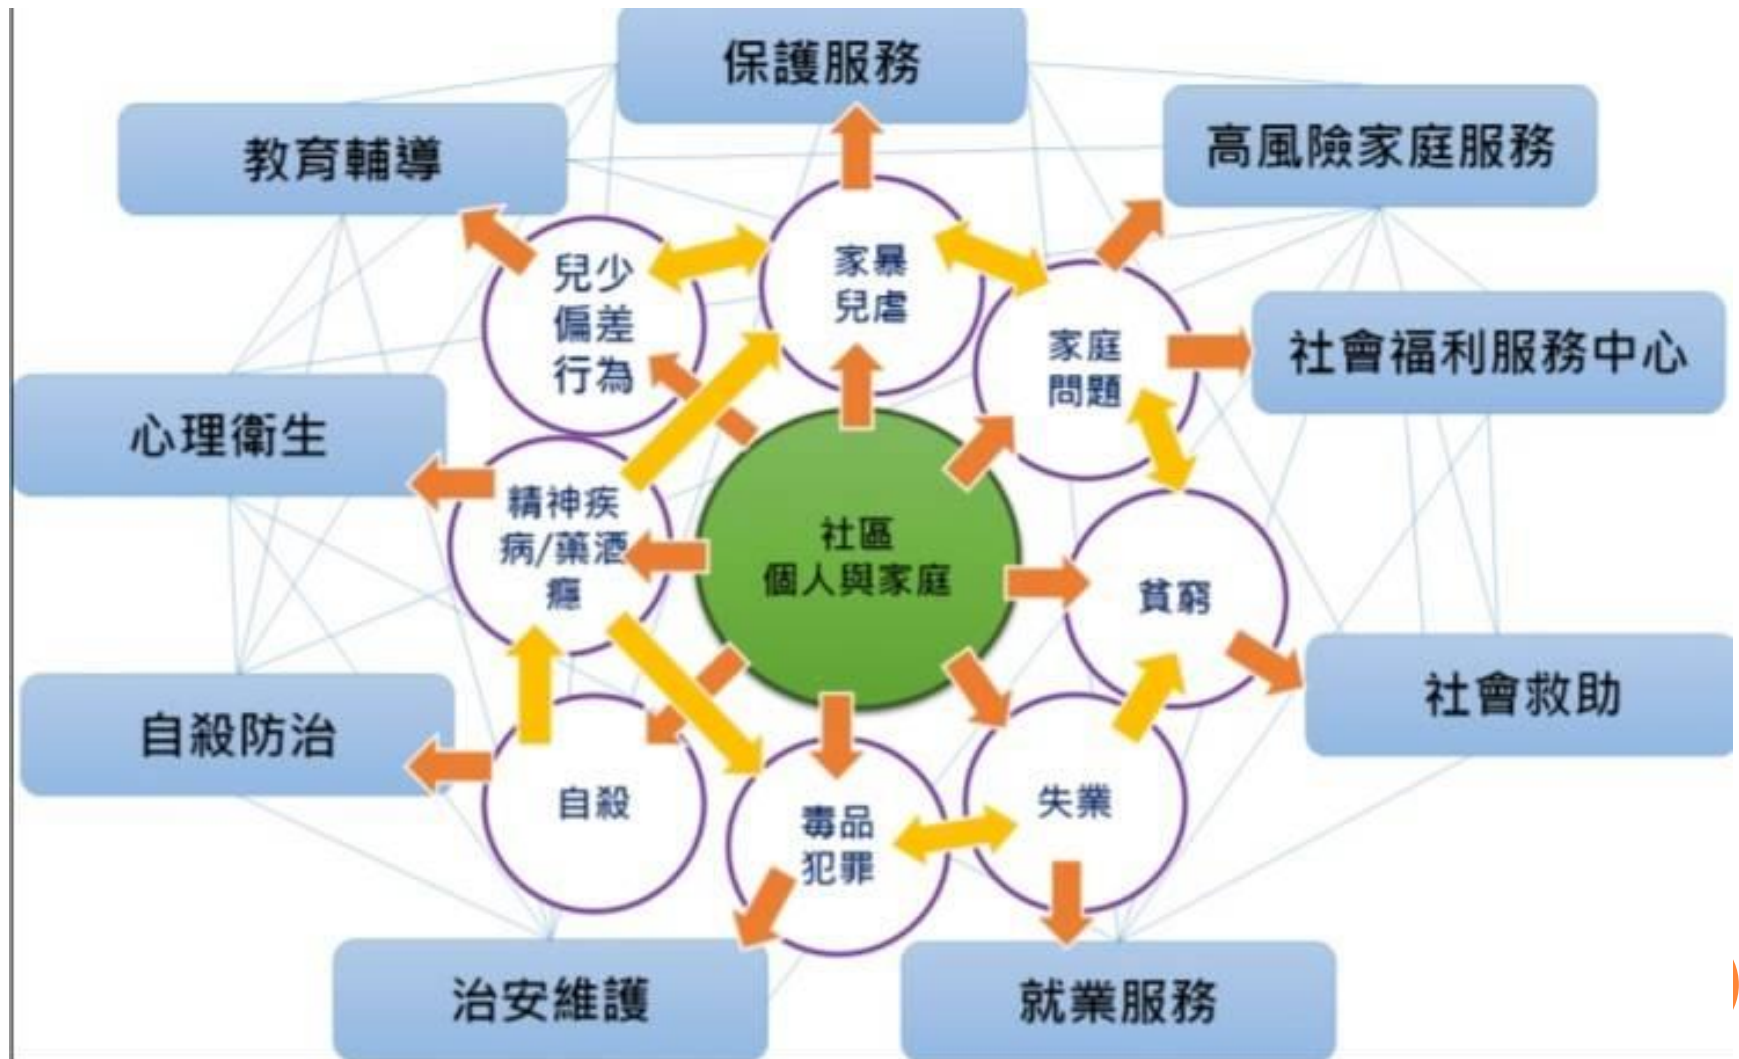 保護服務
教育輔導
高風險家庭服務
兒少
偏差
行為
家暴
兒虐
家庭
問題
社會福利服務中心
心理衛生
精神疾
病/藥酒
癮
社區
個人與家庭
貧窮
自殺防治
社會救助
自殺
毒品
犯罪
失業
治安維護
就業服務